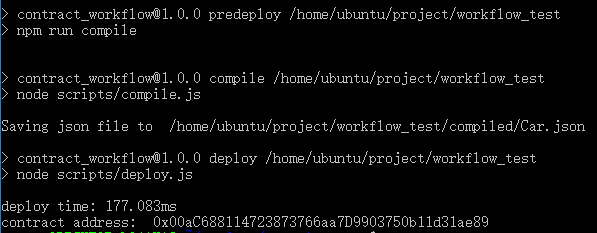 > contract_workflow@1.0.0 predeploy /home/ubuntu/project/workflow_test
> npm run compile
> contract_workflow@1.0.0 compile /home/ubuntu/project/workflow_test
> node scripts/compile.js
Saving json file to  /home/ubuntu/project/workflow_test/compiled/Car.json
> contract_workflow@1.0.0 deploy /home/ubuntu/project/workflow_test
> node scripts/deploy.js
deploy time: 177.083ms
contract address:  0x00aC688114723873766aa7D9903750b11d31ae89